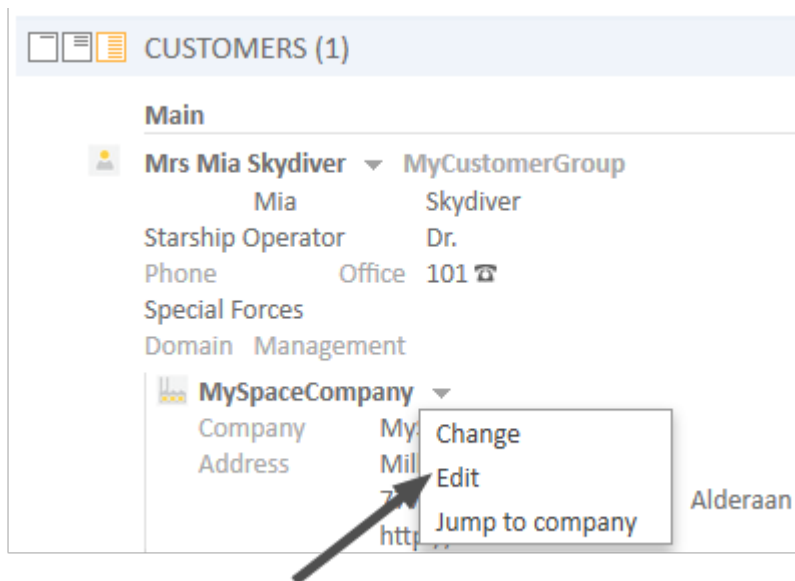 CUSTOMERS (1)
Main
Mrs Mia Skydiver MyCustomerGroup
Mia Skydiver
Starship Operator Dr.
Phone Office 101
Special Forces
Domain Management
MySpaceCompany
Company
Change
Address
Edit
Alderaan
Jump to company